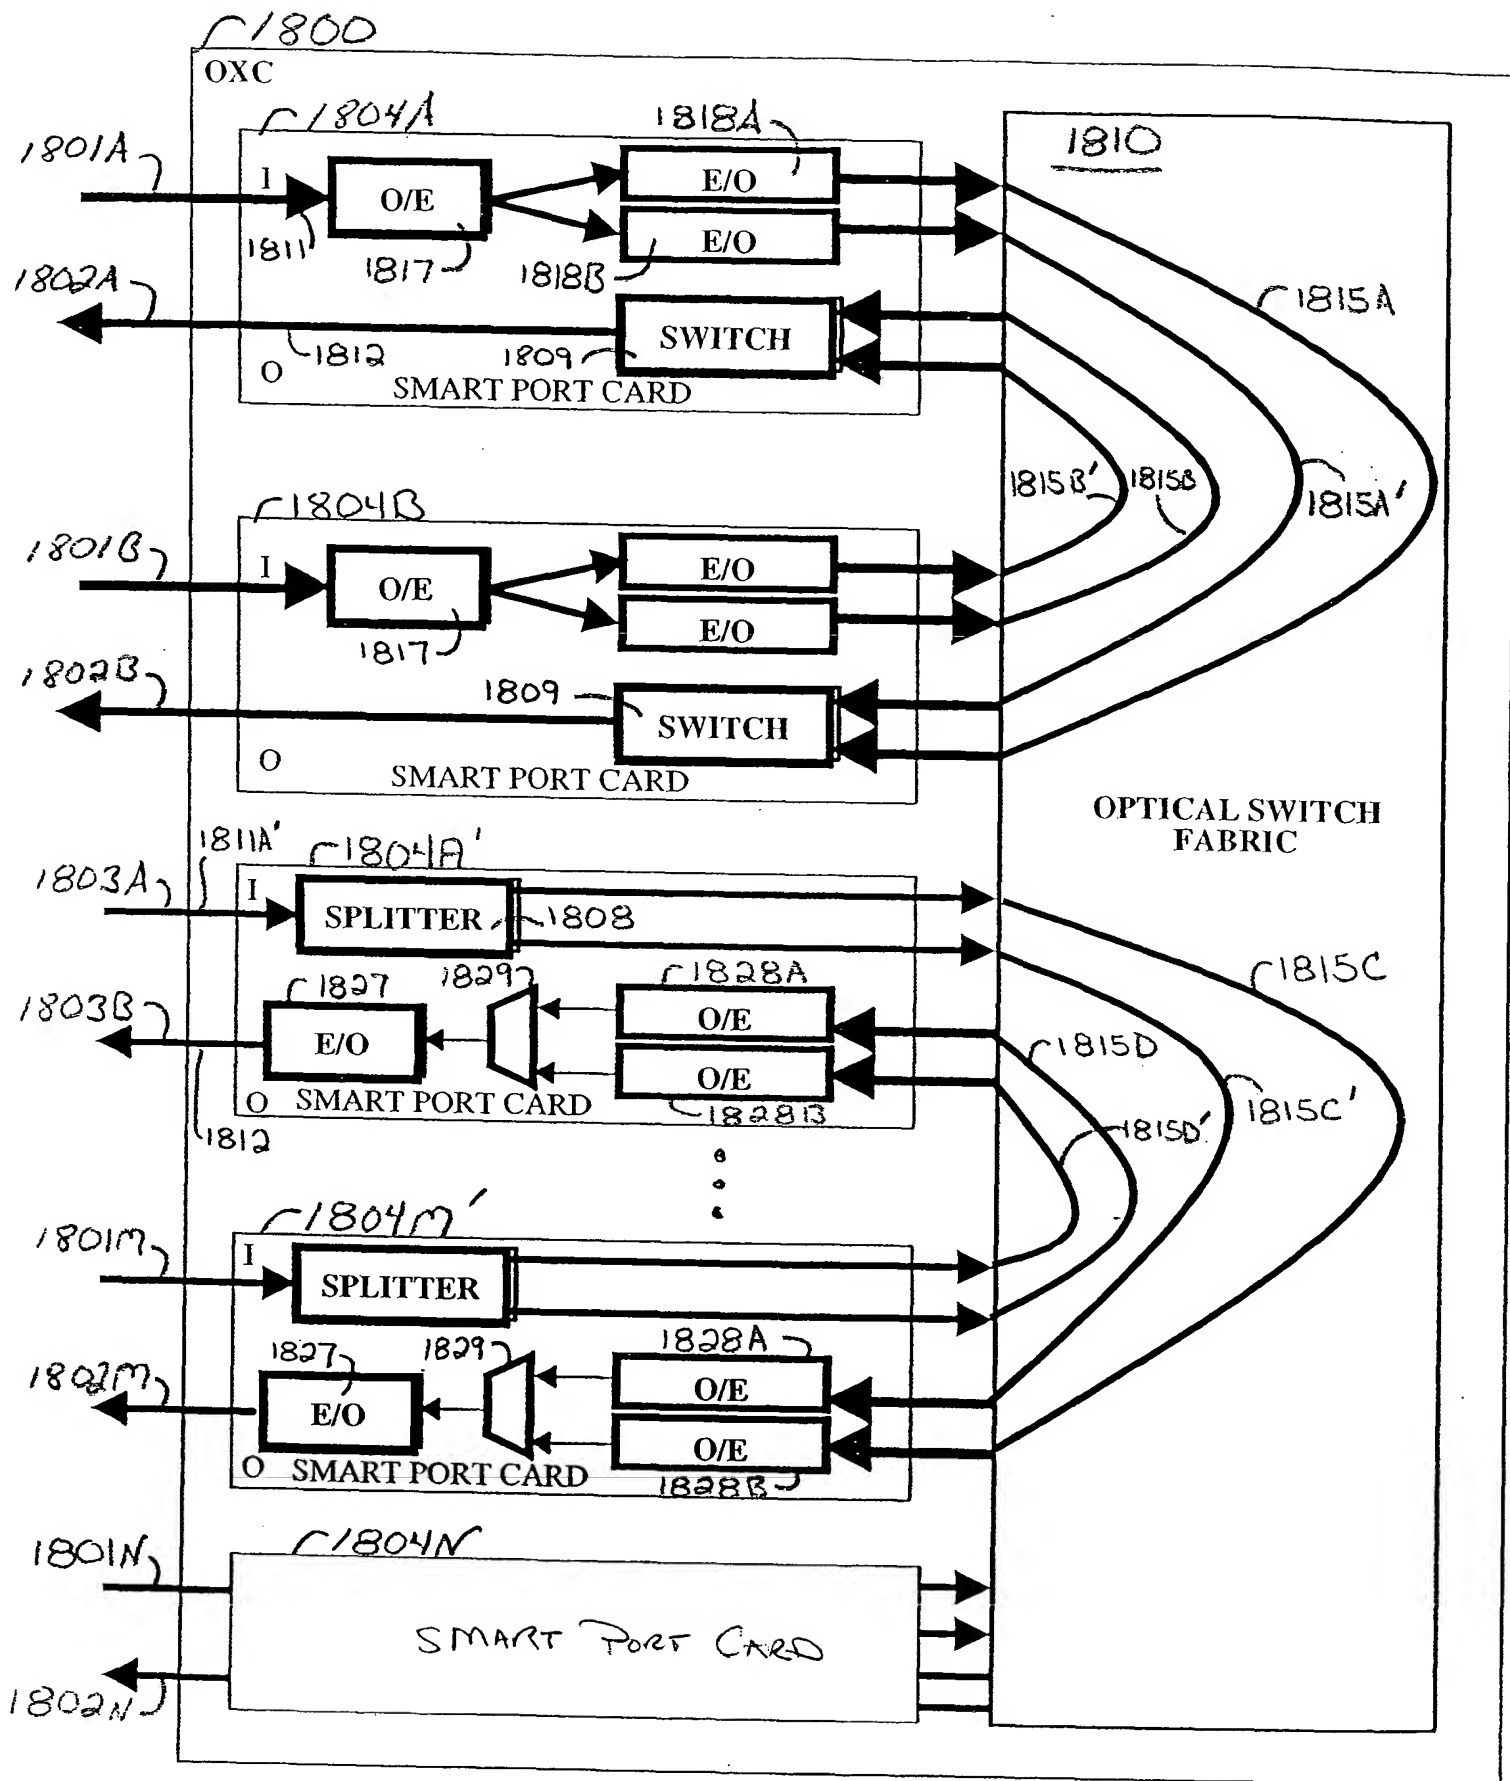 1800
OXC
1804A
1818A
1810
1801A
I
O/E
E/O
E/O
1811
1817
1818B
1802A
1815A
SWITCH
1812
1809
O
SMART PORT CARD
1815B'
1815B
1815A'
1804B
1801B
I
O/E
E/O
E/O
1817
1802B
1809
SWITCH
O
SMART PORT CARD
OPTICAL SWITCH
FABRIC
1811A'
1804A'
1803A
I
SPLITTER
1808
1815C
1827
1829
1828A
1803B
E/O
O/E
O/E
1815D
O
SMART PORT CARD
1828B
1815C'
1815D'
1812
1804M'
1801M
I
SPLITTER
1827
1829
1828A
1802M
E/O
O/E
O/E
O
SMART PORT CARD
1828B
1804N
1801N
SMART PORT CARD
1802N